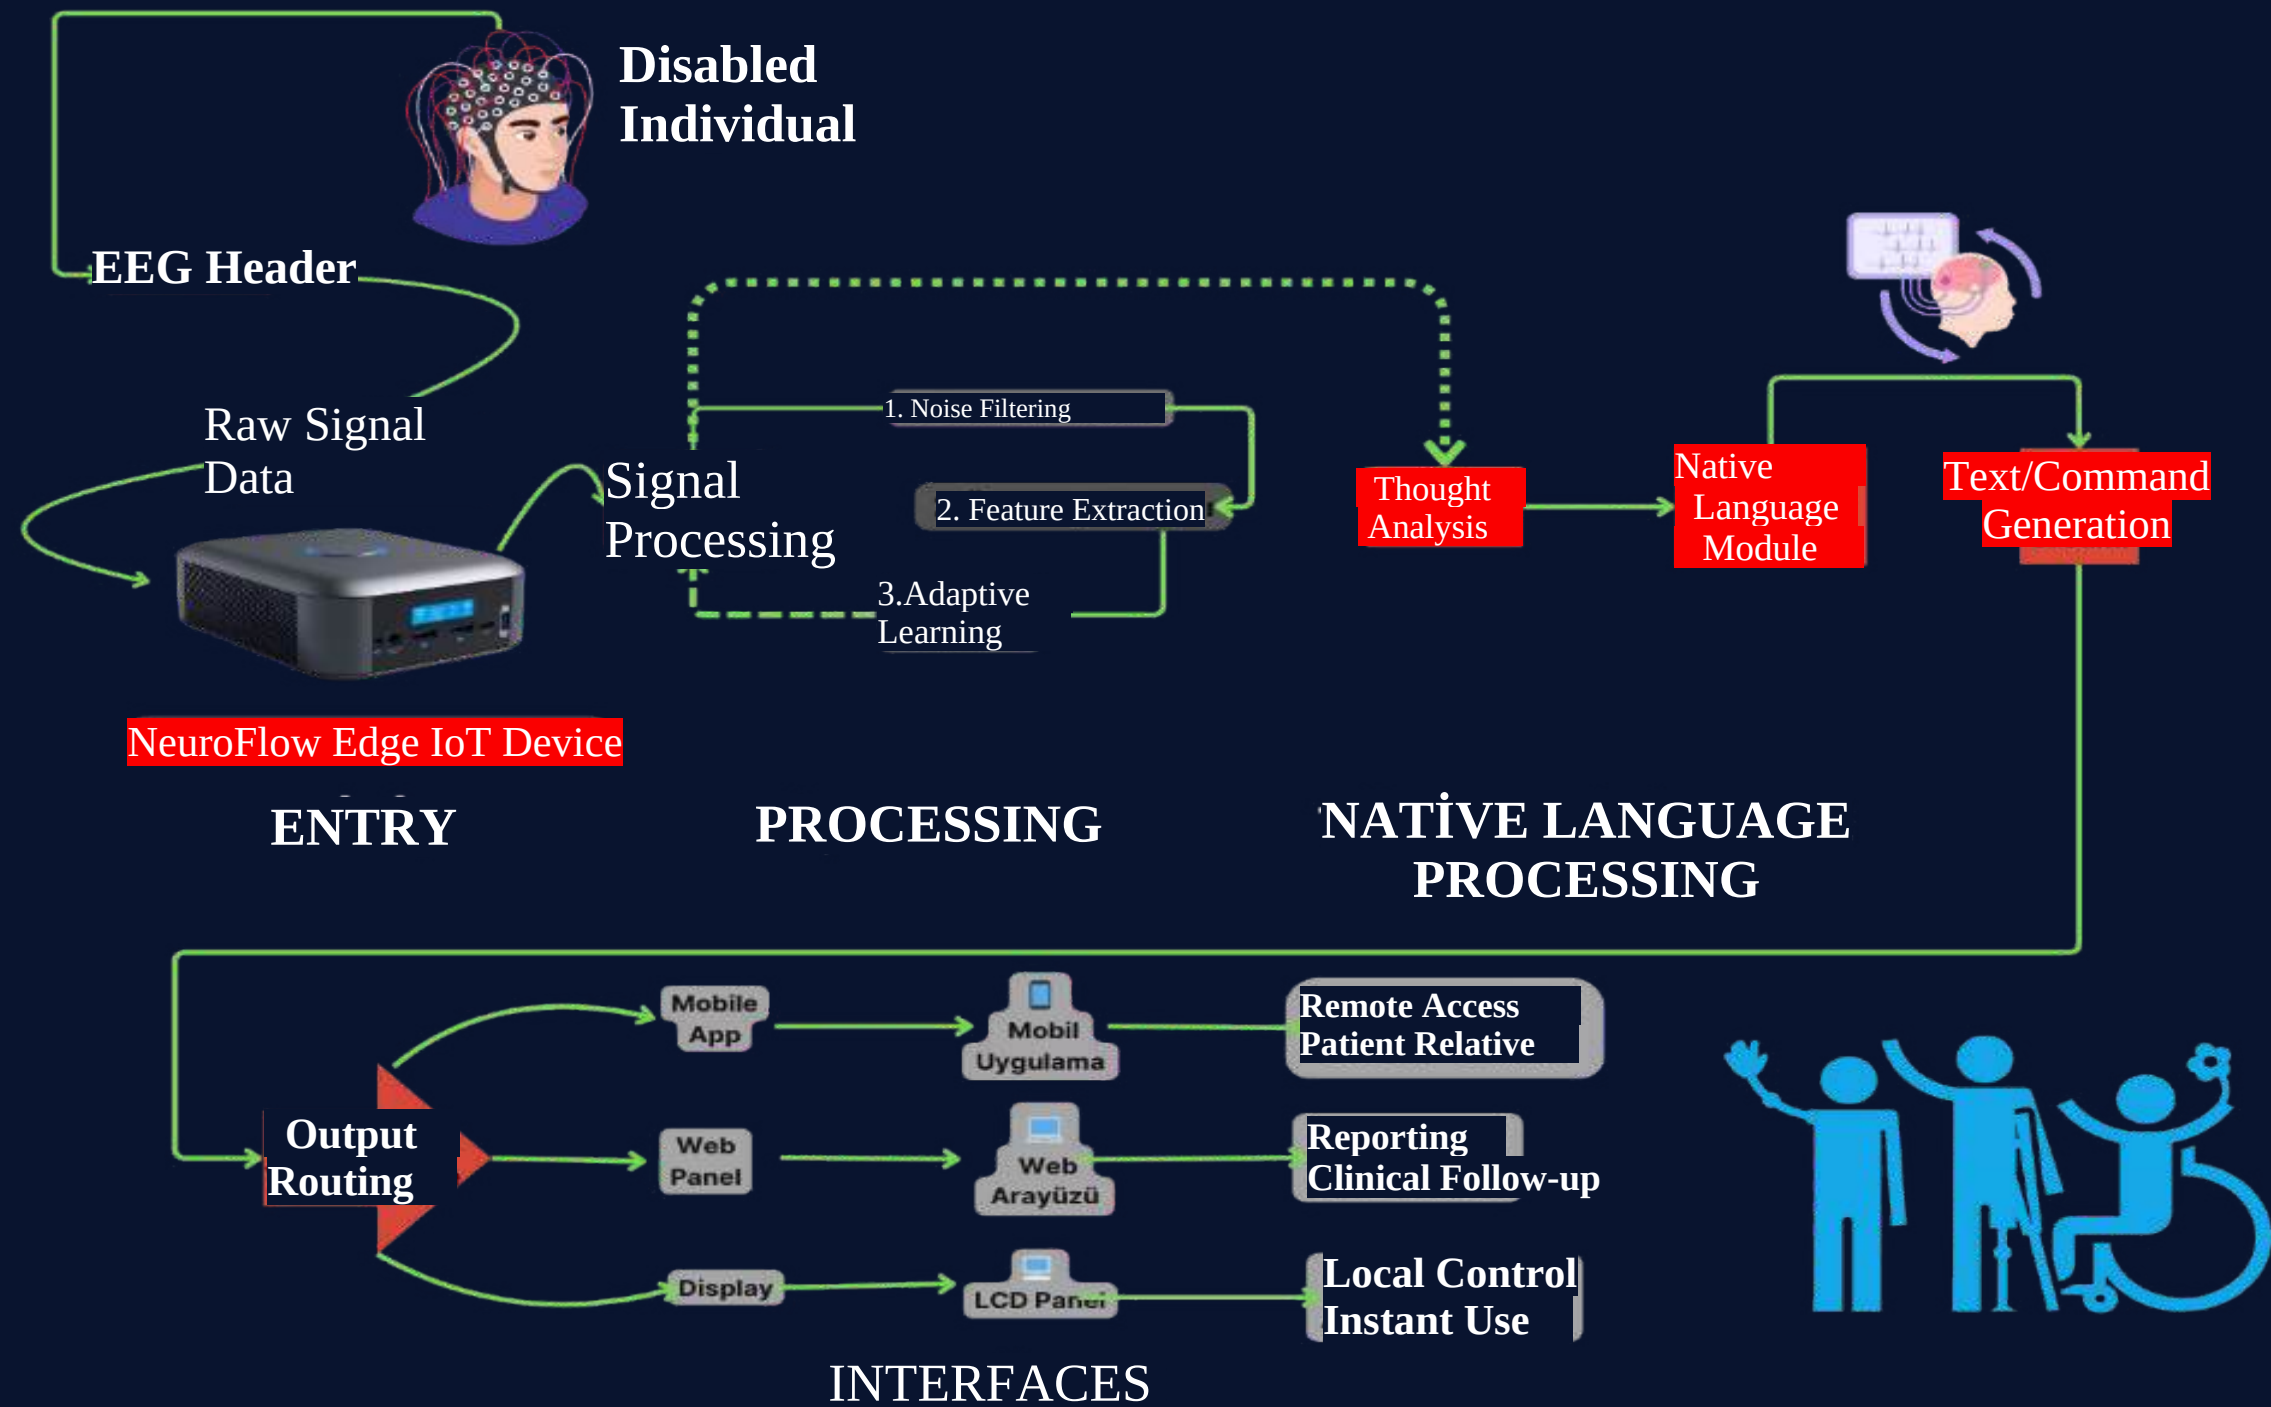 Disabled
Individual
EEG Header
Raw Signal
Data
NeuroFlow Edge IoT Device
ENTRY
Signal
Processing
1. Noise Filtering
2. Feature Extraction
3.Adaptive
Learning
PROCESSING
Thought
Analysis
Native
Language
Module
Text/Command
Generation
NATİVE LANGUAGE
PROCESSING
Output
Routing
Mobile
App
Mobil
Uygulama
Remote Access
Patient Relative
Web
Panel
Web
Arayüzü
Reporting
Clinical Follow-up
Display
LCD Panel
Local Control
Instant Use
INTERFACES